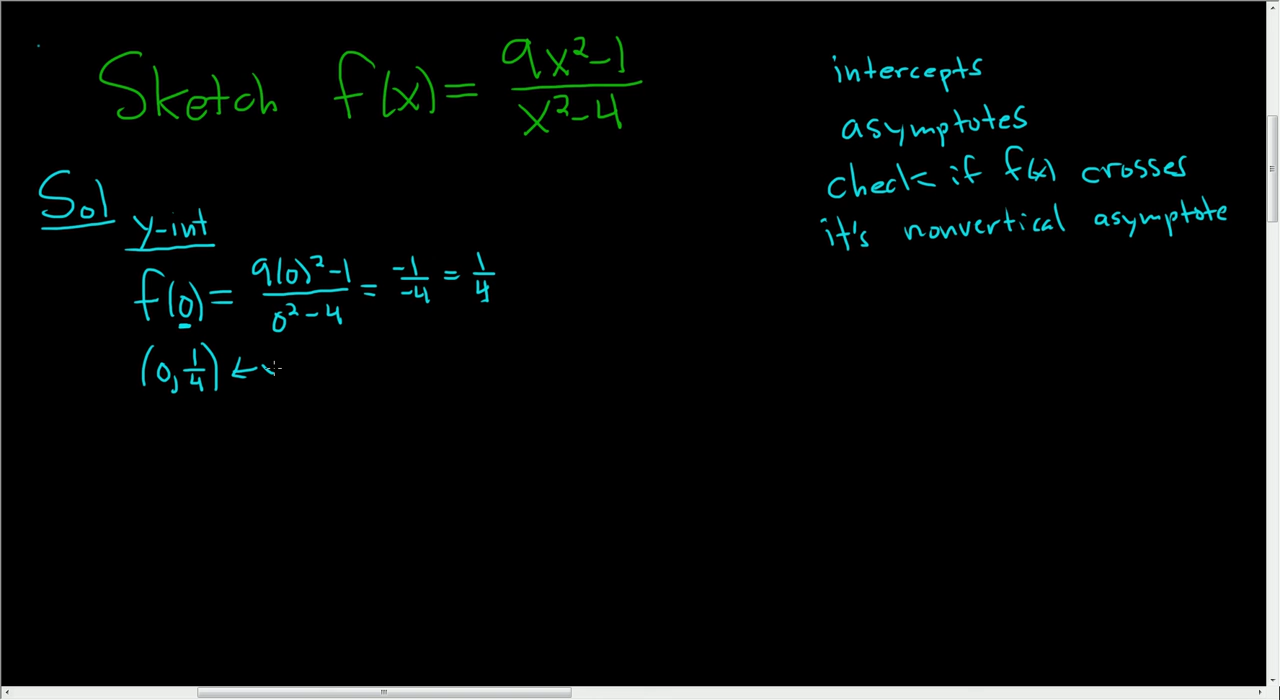 Sketch f(x) = (9x²-1)/(x²-4)
intercepts
asymptotes
check if f(x) crosses
it's nonvertical asymptote
Sol
y-int
f(0) = (9(0)²-1)/(0²-4) = -1/-4 = 1/4
(0, 1/4) ←